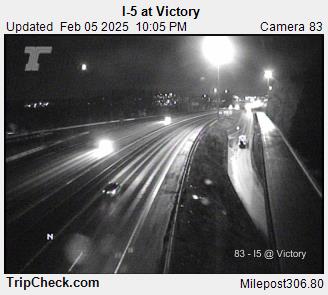 I-5 at Victory
Updated  Feb 05 2025  10:05 PM
Camera 83
T
N
83 - I5 @ Victory
TripCheck.com
Milepost306.80